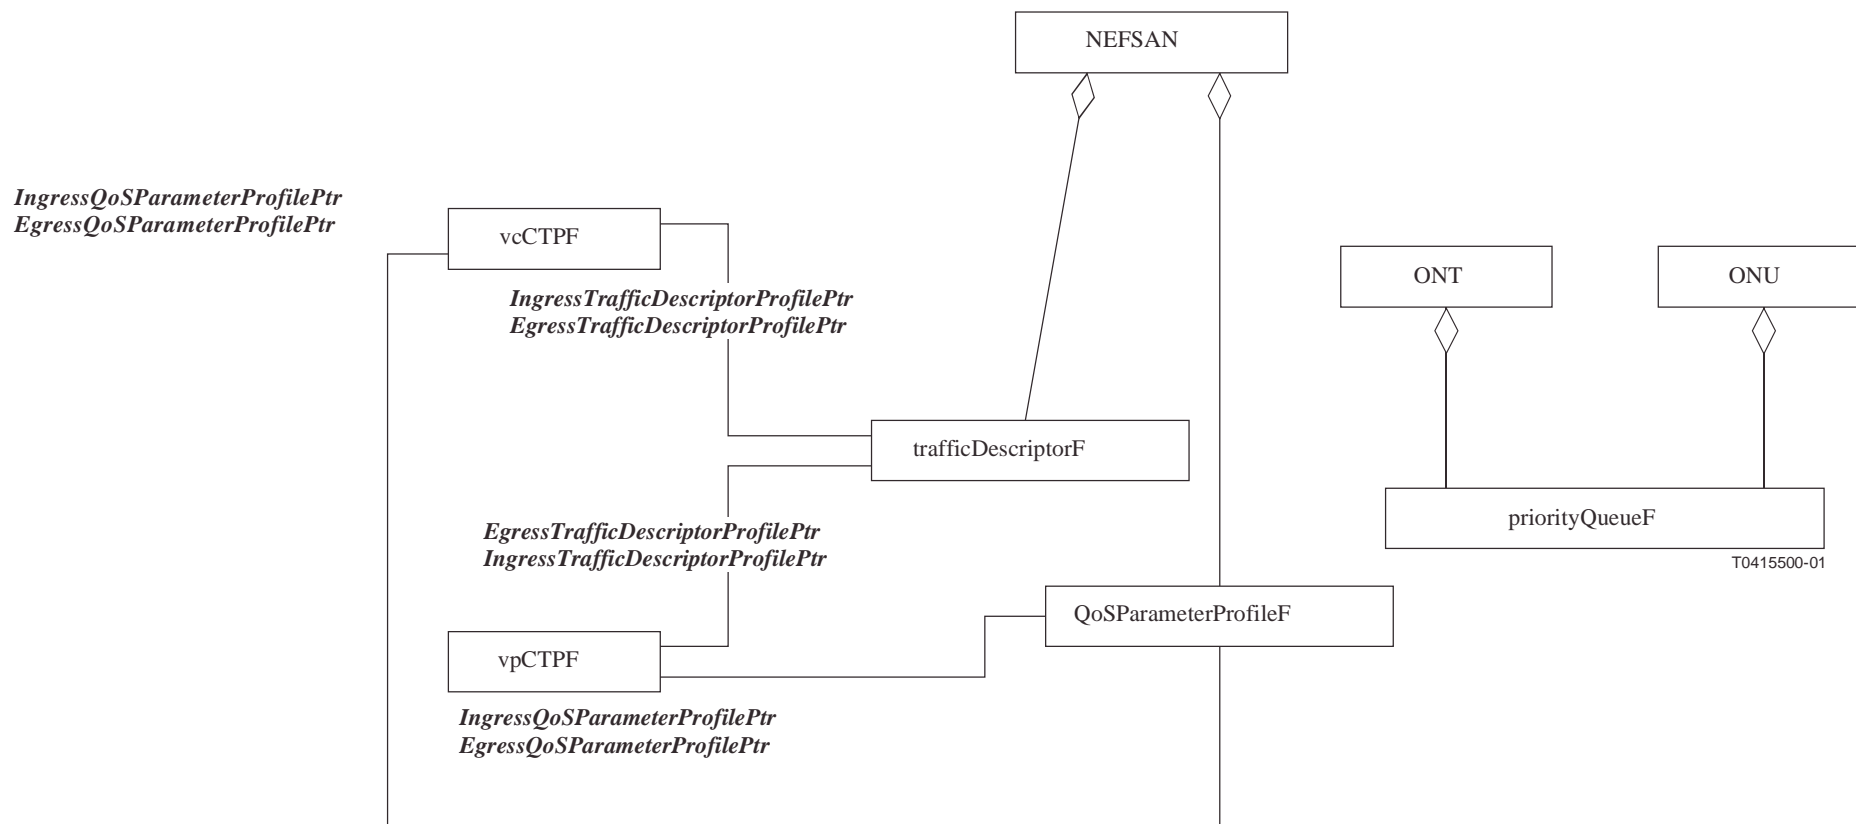 NEFSAN
IngressQoSParameterProfilePtr
EgressQoSParameterProfilePtr
vcCTPF
ONT
ONU
IngressTrafficDescriptorProfilePtr
EgressTrafficDescriptorProfilePtr
trafficDescriptorF
priorityQueueF
EgressTrafficDescriptorProfilePtr
IngressTrafficDescriptorProfilePtr
T0415500-01
QoSParameterProfileF
vpCTPF
IngressQoSParameterProfilePtr
EgressQoSParameterProfilePtr